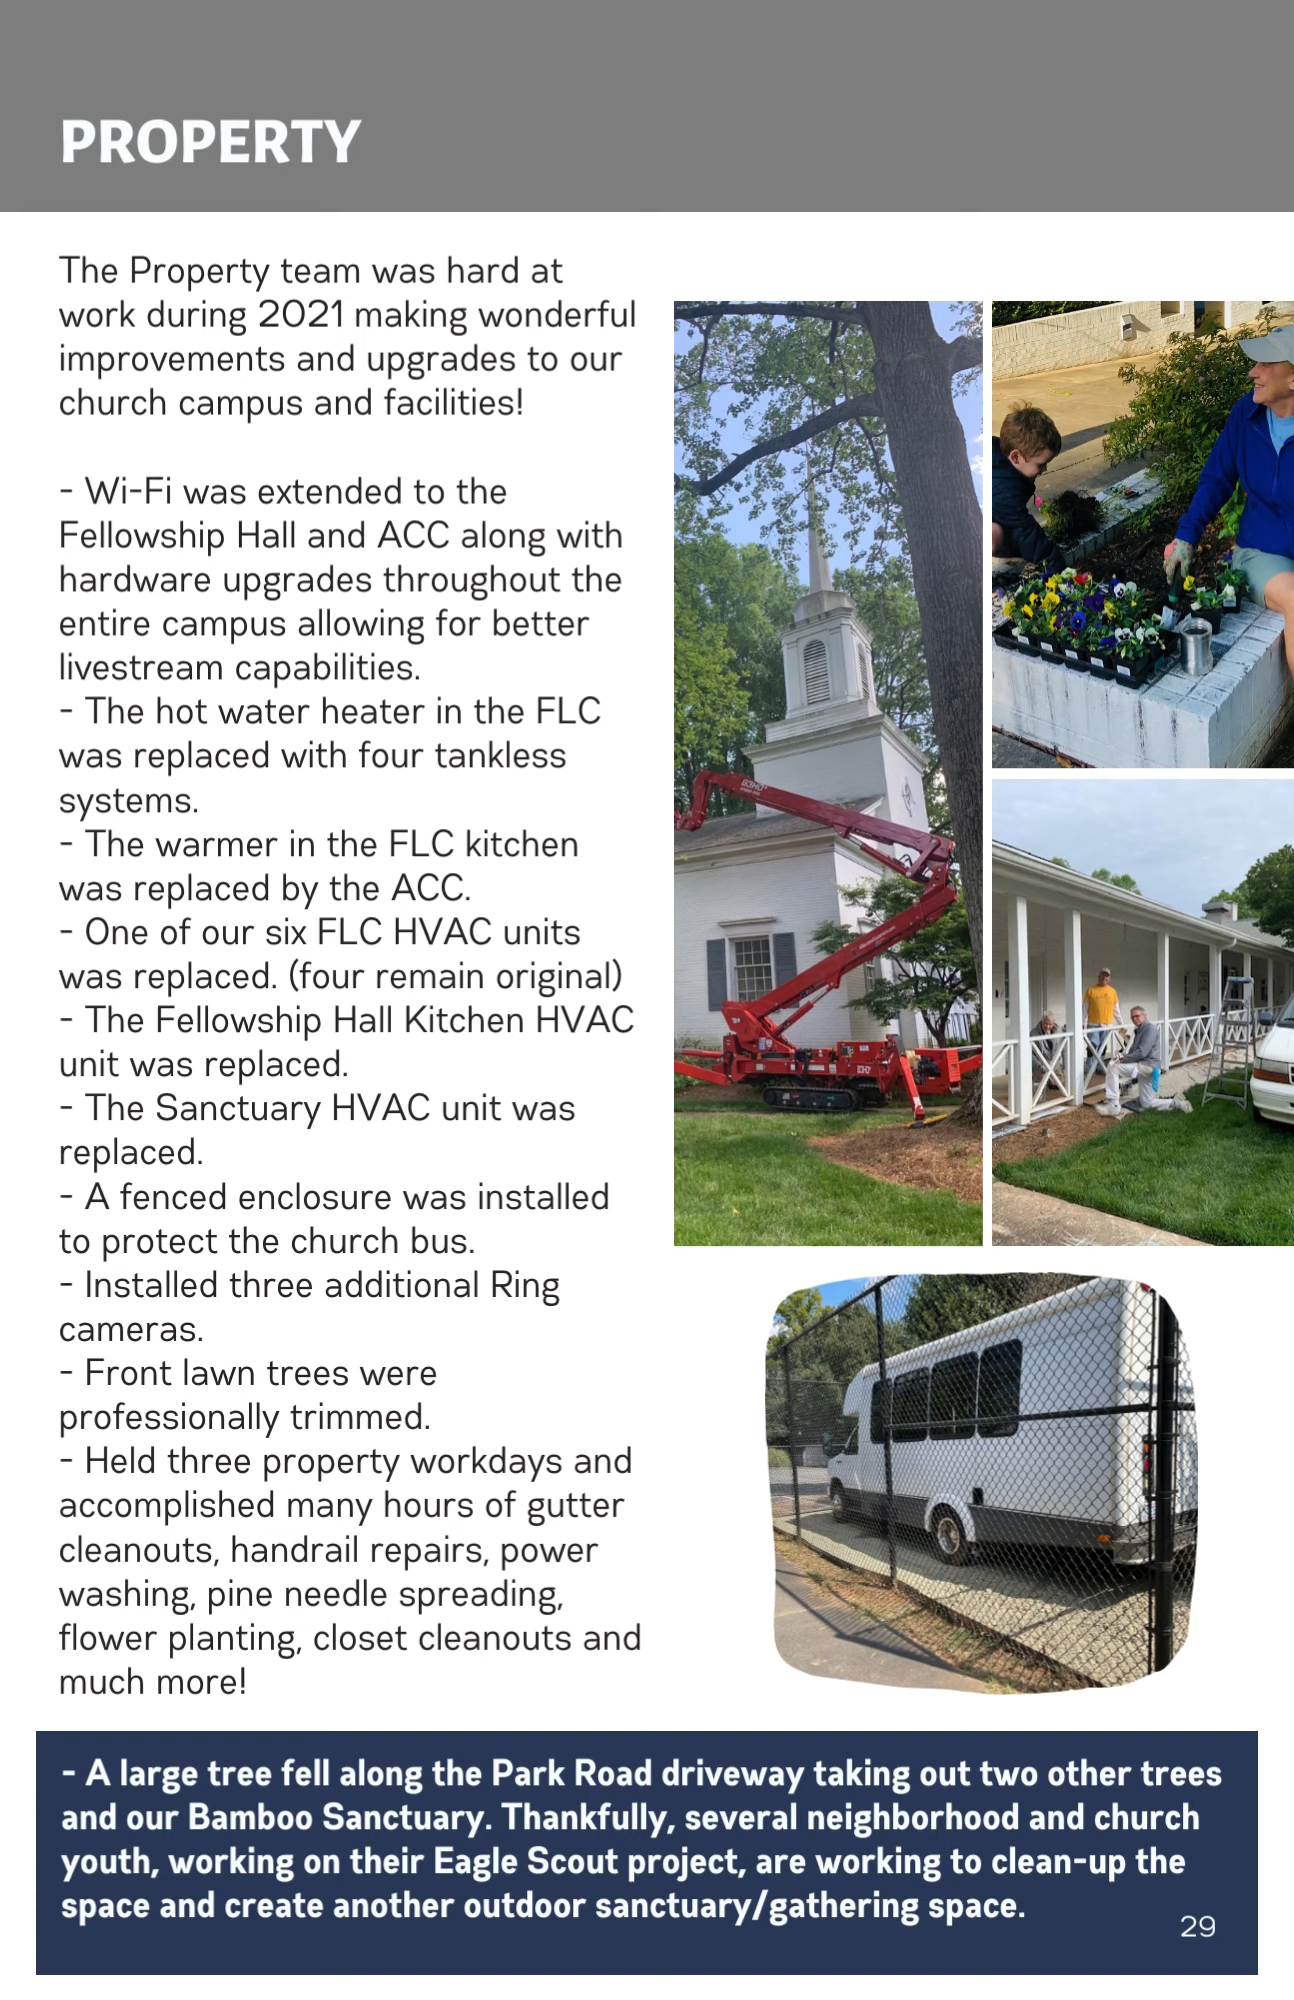 PROPERTY
The Property team was hard at
work during 2021 making wonderful
improvements and upgrades to our
church campus and facilities!
- Wi-Fi was extended to the
Fellowship Hall and ACC along with
hardware upgrades throughout the
entire campus allowing for better
livestream capabilities.
- The hot water heater in the FLC
was replaced with four tankless
systems.
- The warmer in the FLC kitchen
was replaced by the ACC.
- One of our six FLC HVAC units
was replaced. (four remain original)
- The Fellowship Hall Kitchen HVAC
unit was replaced.
- The Sanctuary HVAC unit was
replaced.
- A fenced enclosure was installed
to protect the church bus.
- Installed three additional Ring
cameras.
- Front lawn trees were
professionally trimmed.
- Held three property workdays and
accomplished many hours of gutter
cleanouts, handrail repairs, power
washing, pine needle spreading,
flower planting, closet cleanouts and
much more!
- A large tree fell along the Park Road driveway taking out two other trees
and our Bamboo Sanctuary. Thankfully, several neighborhood and church
youth, working on their Eagle Scout project, are working to clean-up the
space and create another outdoor sanctuary/gathering space.
29